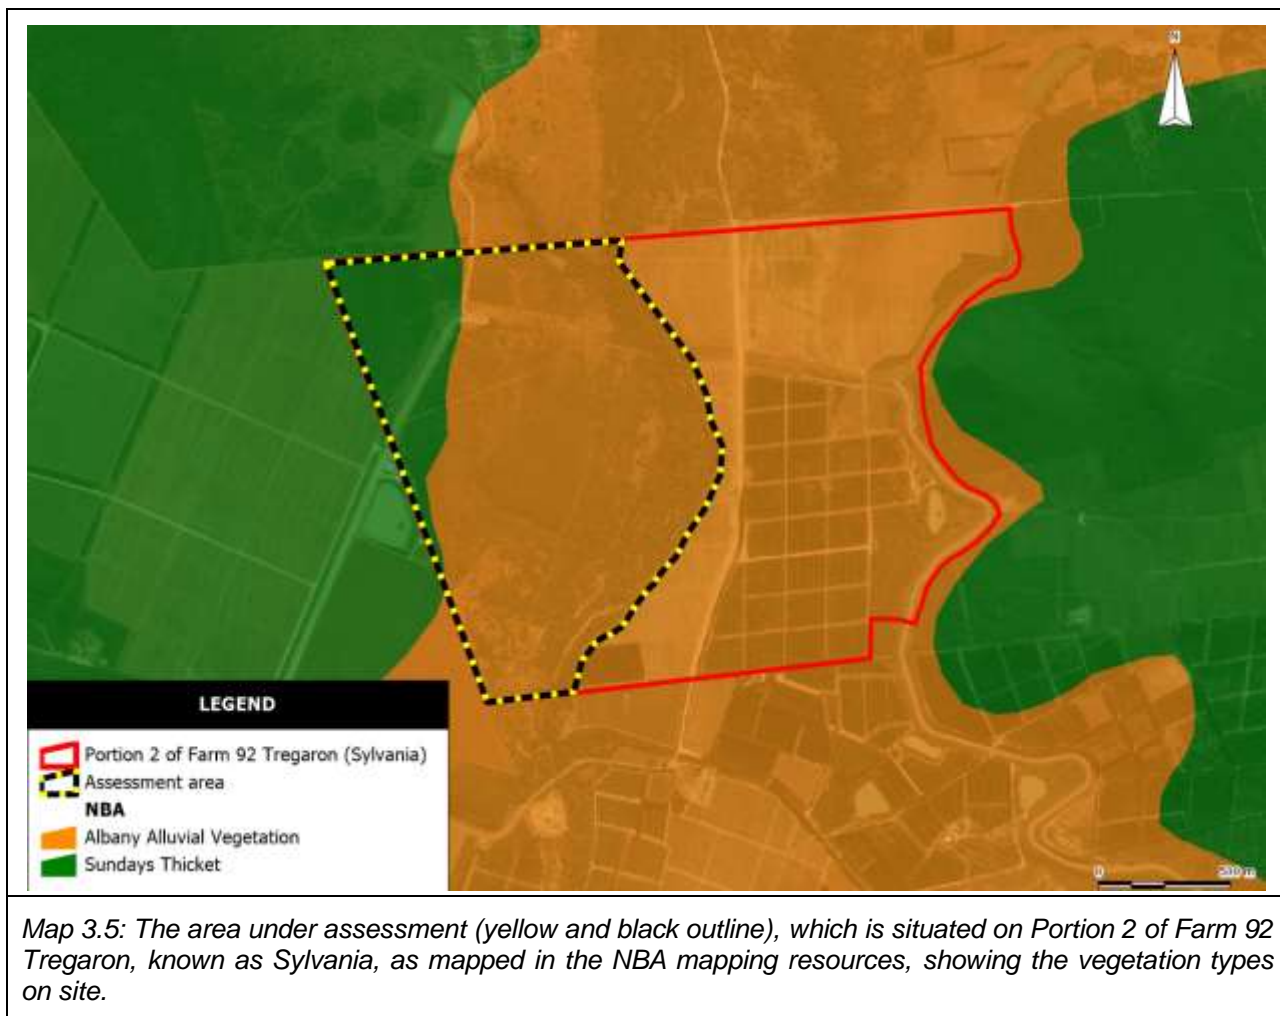 N
LEGEND
Portion 2 of Farm 92 Tregaron (Sylvania)
Assessment area
NBA
Albany Alluvial Vegetation
Sundays Thicket
0 500 m
Map 3.5: The area under assessment (yellow and black outline), which is situated on Portion 2 of Farm 92
Tregaron, known as Sylvania, as mapped in the NBA mapping resources, showing the vegetation types
on site.